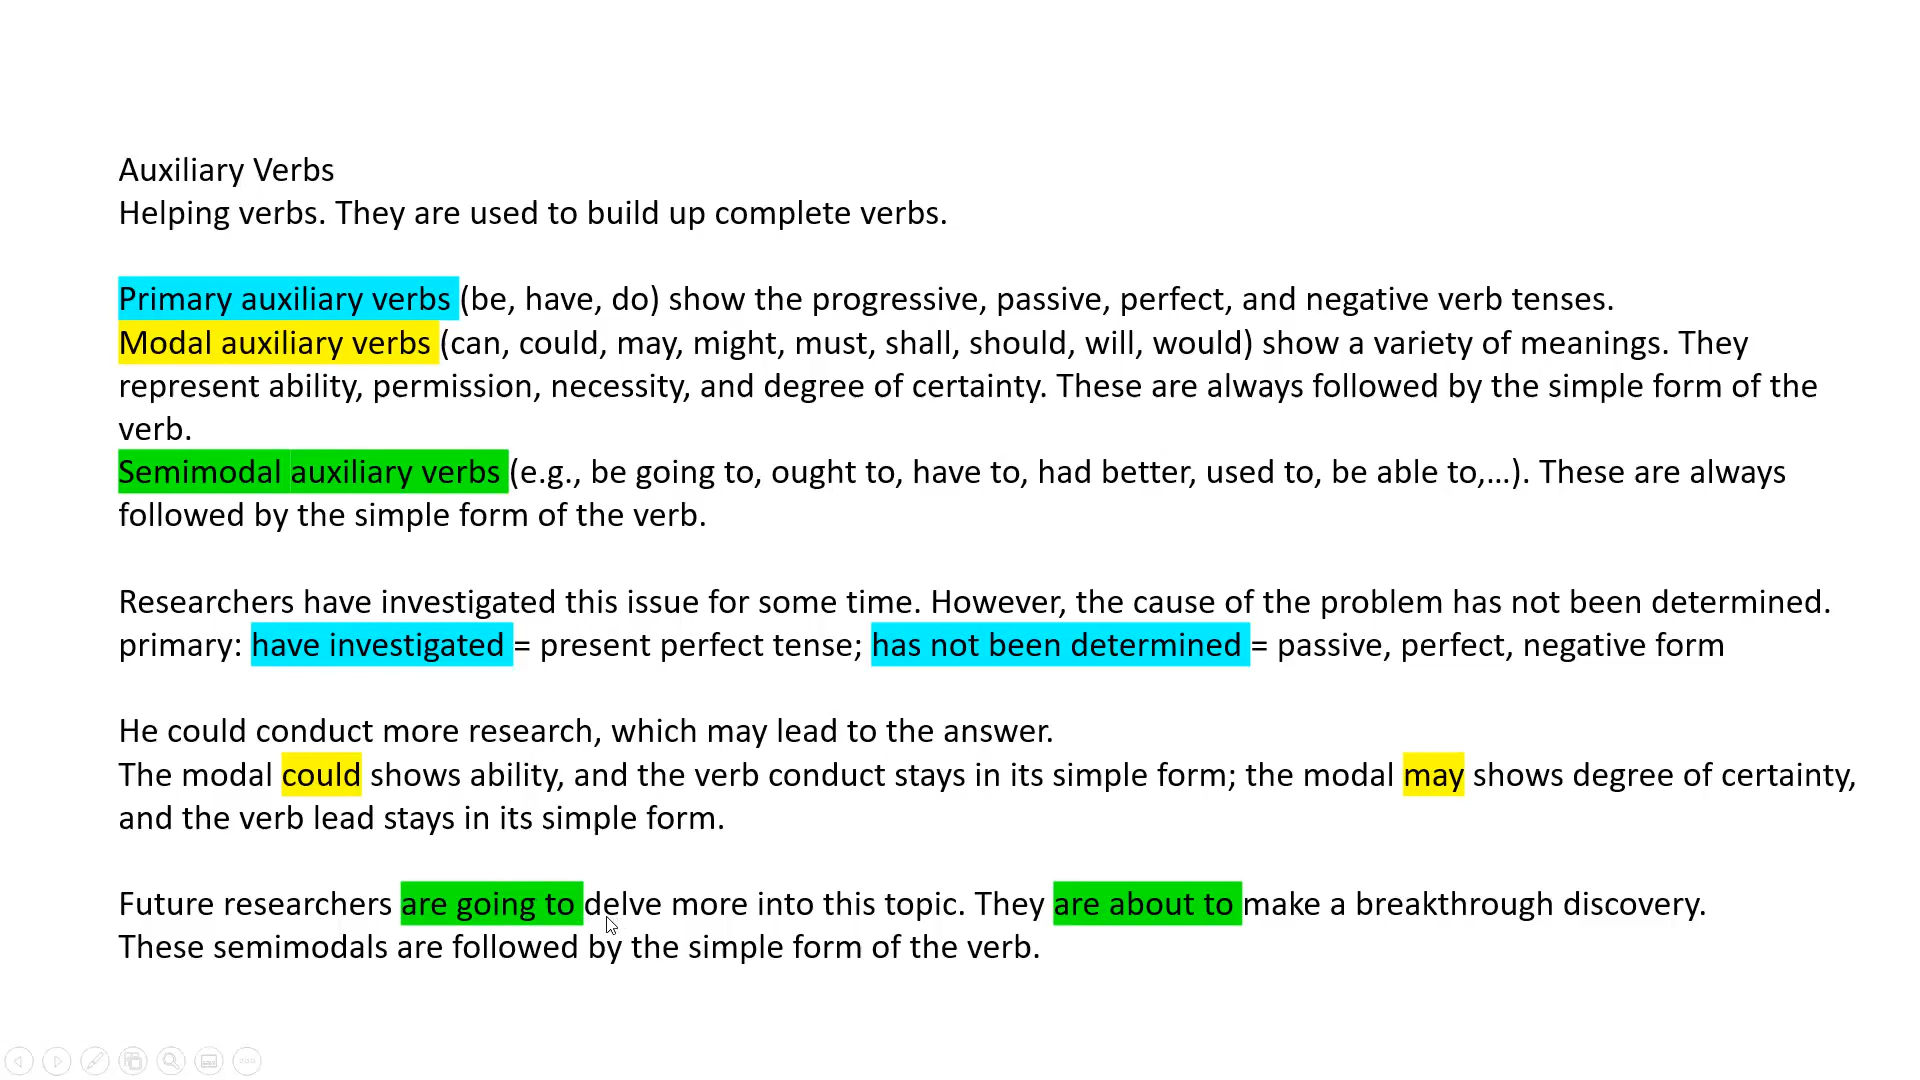 Auxiliary Verbs
Helping verbs. They are used to build up complete verbs.
Primary auxiliary verbs (be, have, do) show the progressive, passive, perfect, and negative verb tenses.
Modal auxiliary verbs (can, could, may, might, must, shall, should, will, would) show a variety of meanings. They
represent ability, permission, necessity, and degree of certainty. These are always followed by the simple form of the
verb.
Semimodal auxiliary verbs (e.g., be going to, ought to, have to, had better, used to, be able to,...). These are always
followed by the simple form of the verb.
Researchers have investigated this issue for some time. However, the cause of the problem has not been determined.
primary: have investigated = present perfect tense; has not been determined = passive, perfect, negative form
He could conduct more research, which may lead to the answer.
The modal could shows ability, and the verb conduct stays in its simple form; the modal may shows degree of certainty,
and the verb lead stays in its simple form.
Future researchers are going to delve more into this topic. They are about to make a breakthrough discovery.
These semimodals are followed by the simple form of the verb.